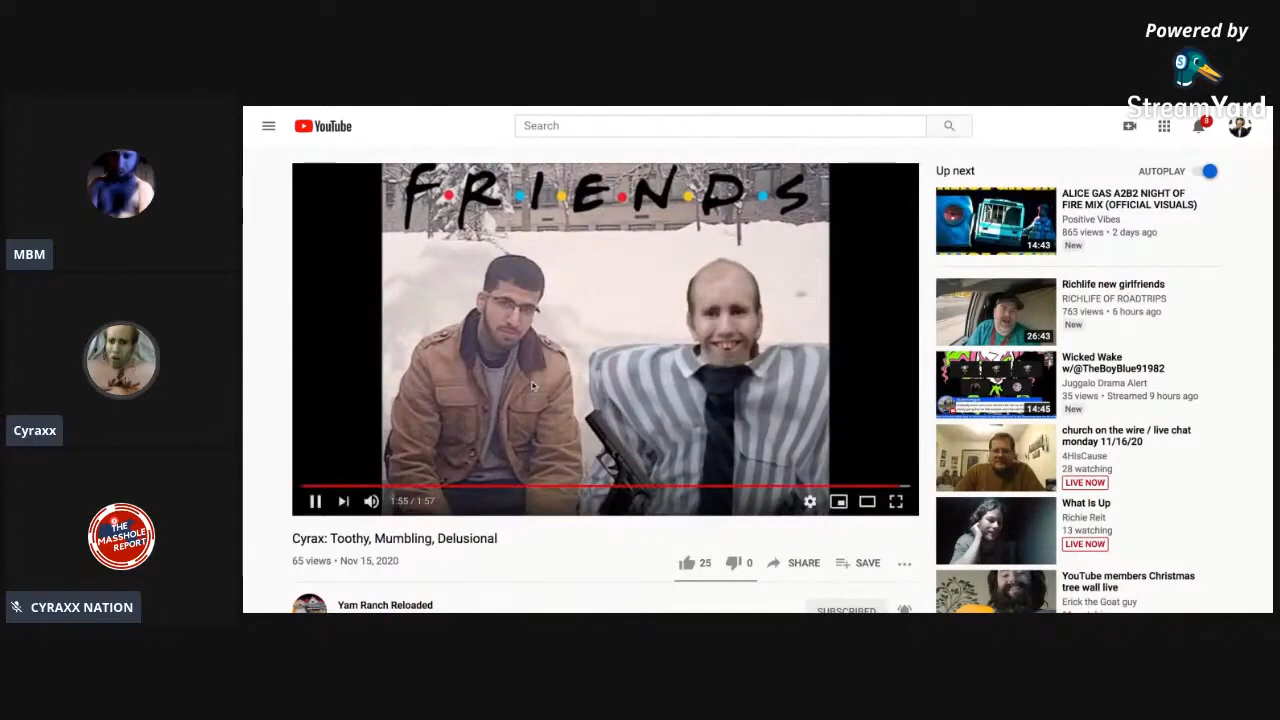 Powered by
StreamYard
YouTube
Search
8
FRIENDS
1:55 / 1:57
Cyrax: Toothy, Mumbling, Delusional
65 views • Nov 15, 2020
25
0
SHARE
SAVE
Yam Ranch Reloaded
SUBSCRIBED
Up next
AUTOPLAY
14:43
ALICE GAS A2B2 NIGHT OF
FIRE MIX (OFFICIAL VISUALS)
Positive Vibes
865 views • 2 days ago
New
26:43
Richlife new girlfriends
RICHLIFE OF ROADTRIPS
763 views • 6 hours ago
New
14:45
Wicked Wake
w/@TheBoyBlue91982
Juggalo Drama Alert
35 views • Streamed 9 hours ago
New
church on the wire / live chat
monday 11/16/20
4HisCause
28 watching
LIVE NOW
What Is Up
Richie Reit
13 watching
LIVE NOW
YouTube members Christmas
tree wall live
Erick the Goat guy
MBM
Cyraxx
THE
MASSHOLE
REPORT
CYRAXX NATION